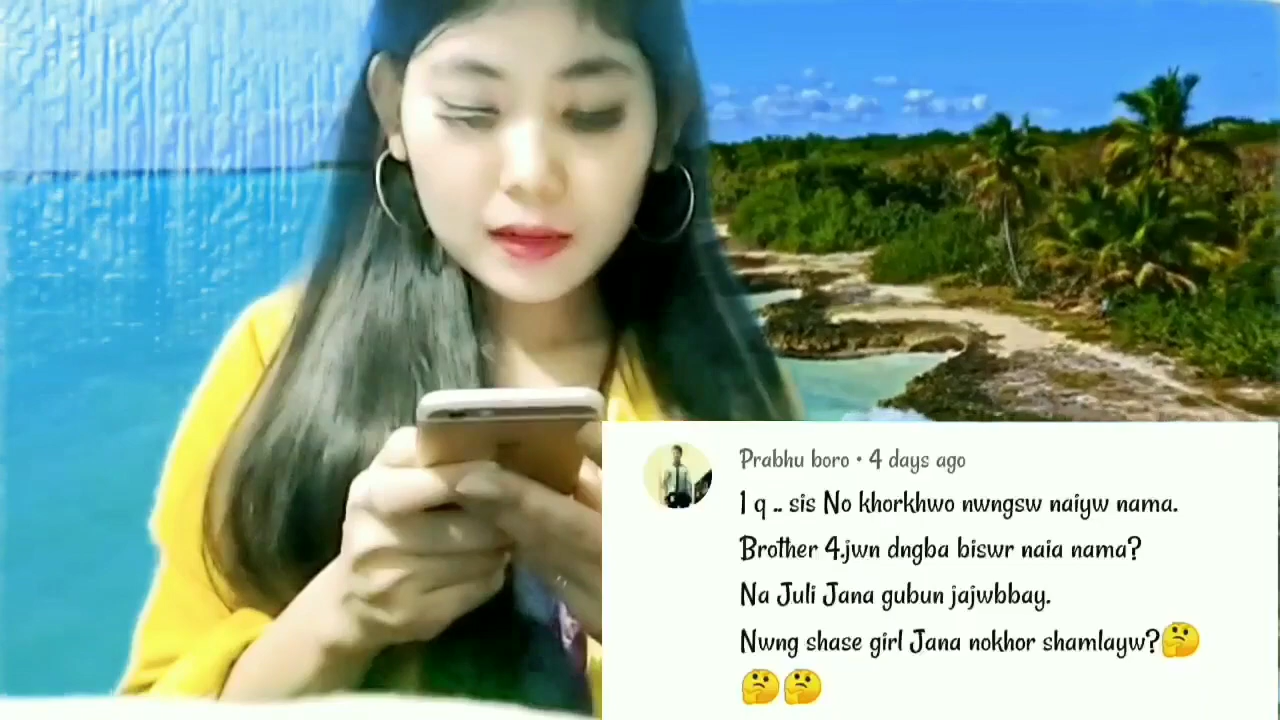 Prabhu boro • 4 days ago
1 q .. sis No khorkhwo nwngsw naiyw nama.
Brother 4.jwn dngba biswr naia nama?
Na Juli Jana gubun jajwbbay.
Nwng shase girl Jana nokhor shamlayw?🤔
🤔🤔